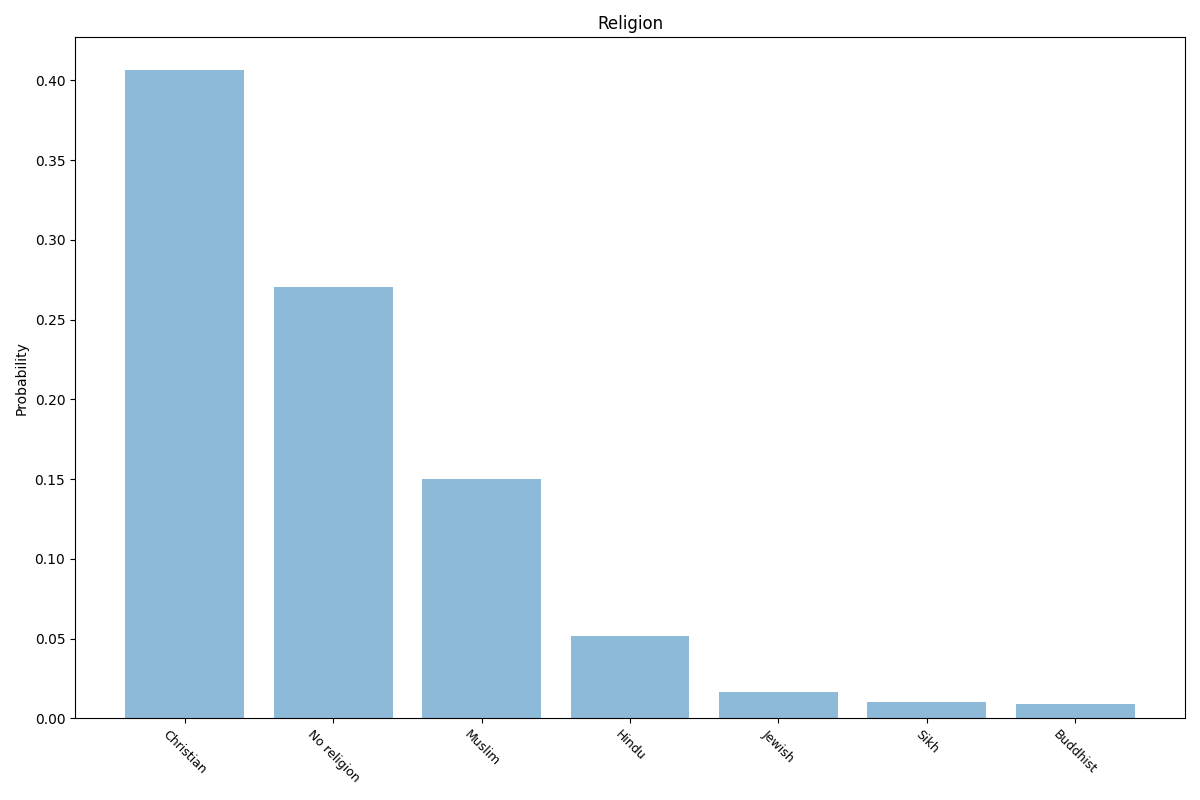 Religion
Probability
0.40
0.35
0.30
0.25
0.20
0.15
0.10
0.05
0.00
Christian
No religion
Muslim
Hindu
Jewish
Sikh
Buddhist